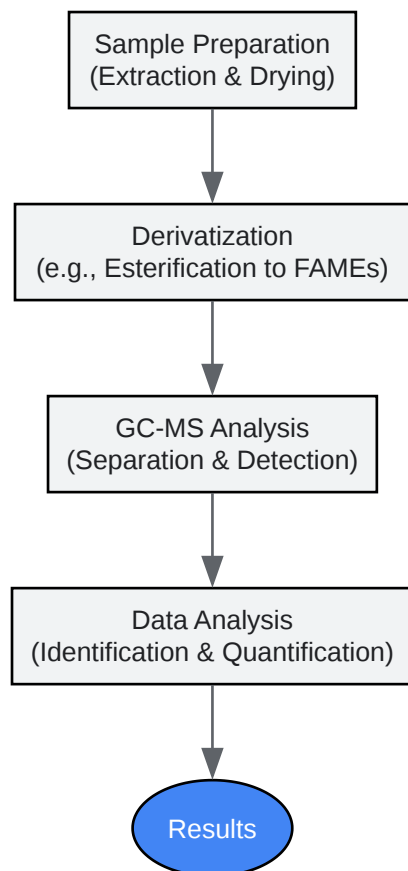 Sample Preparation
(Extraction & Drying)
Derivatization
(e.g., Esterification to FAMEs)
GC-MS Analysis
(Separation & Detection)
Data Analysis
(Identification & Quantification)
Results